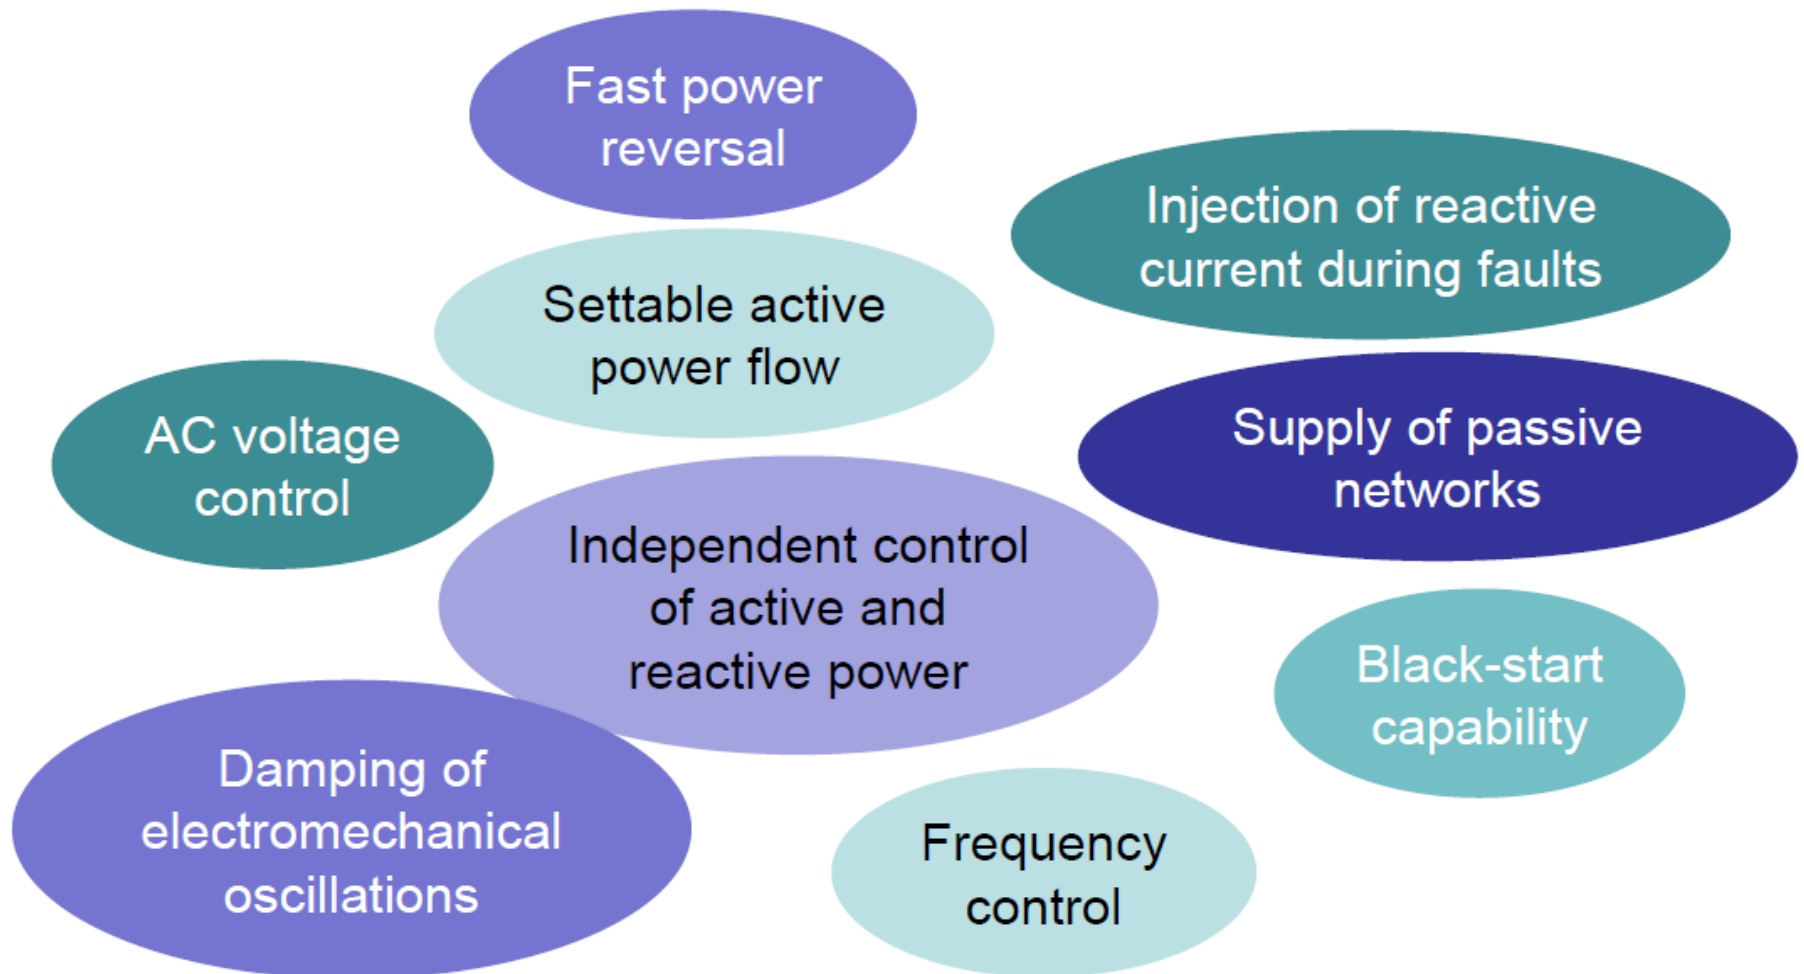 Fast power
reversal
Injection of reactive
current during faults
Settable active
power flow
AC voltage
control
Supply of passive
networks
Independent control
of active and
reactive power
Black-start
capability
Damping of
electromechanical
oscillations
Frequency
control